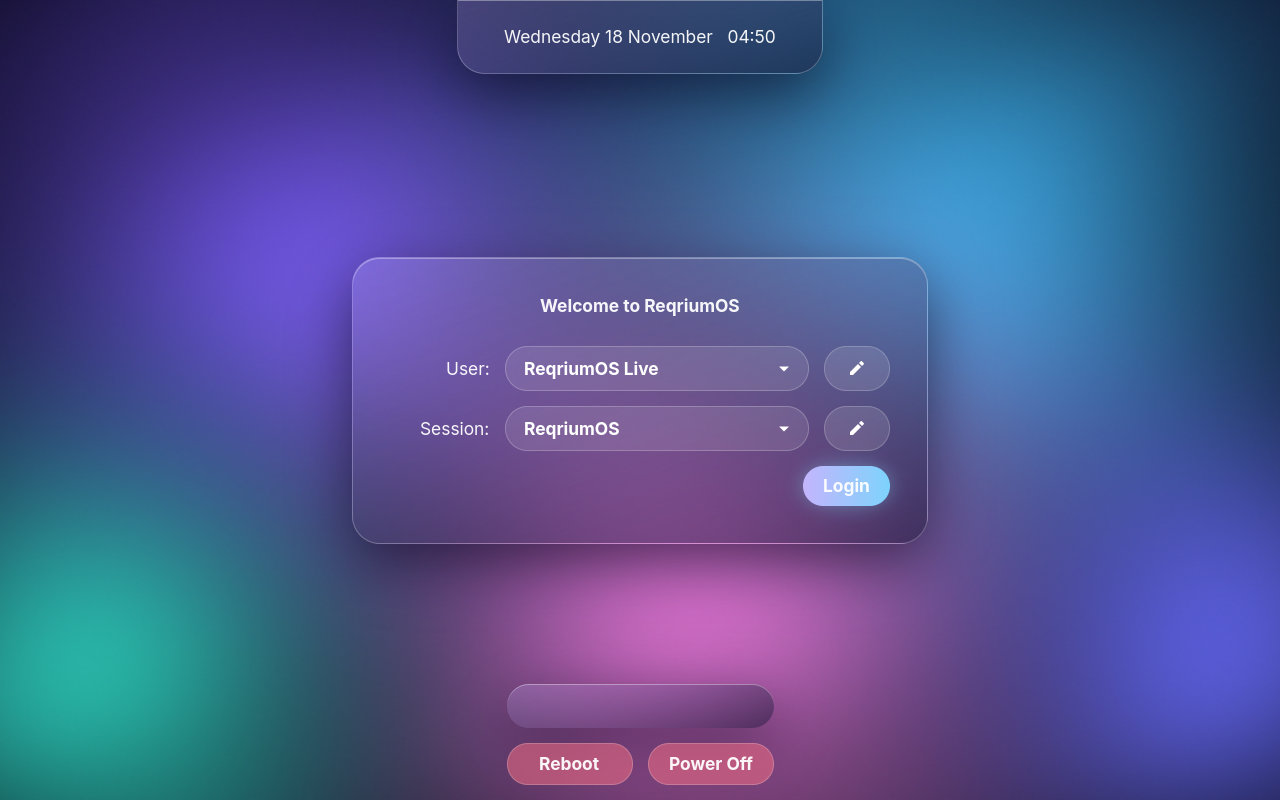 Wednesday 18 November 04:50
Welcome to ReqriumOS
User: ReqriumOS Live
Session: ReqriumOS
Login
Reboot Power Off